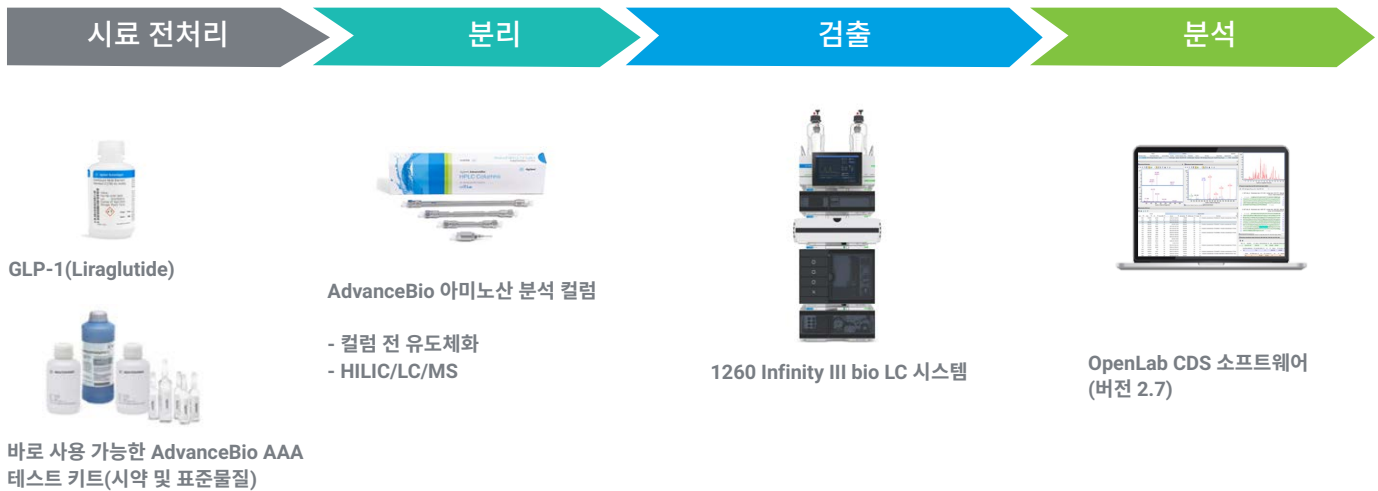 시료 전처리
분리
검출
분석
GLP-1(Liraglutide)
바로 사용 가능한 AdvanceBio AAA
테스트 키트(시약 및 표준물질)
AdvanceBio 아미노산 분석 컬럼
- 컬럼 전 유도체화
- HILIC/LC/MS
HPLC Columns
1260 Infinity III bio LC 시스템
OpenLab CDS 소프트웨어
(버전 2.7)